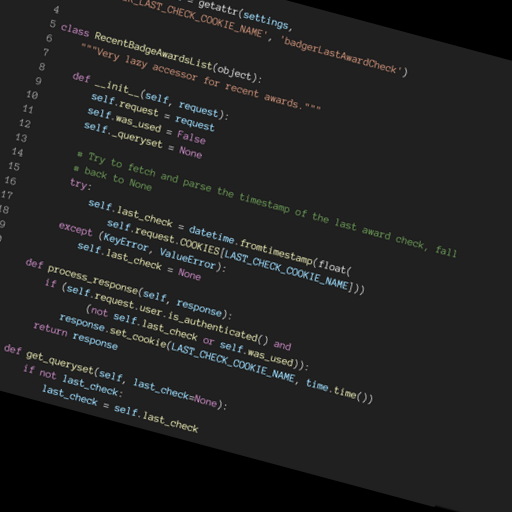 = getattr(settings,
_LAST_CHECK_COOKIE_NAME', 'badgerLastAwardCheck')
4
5 class RecentBadgeAwardsList(object):
6 """Very lazy accessor for recent awards."""
7
8 def __init__(self, request):
9 self.request = request
10 self.was_used = False
11 self._queryset = None
12
13 # Try to fetch and parse the timestamp of the last award check, fall
14 # back to None
15 try:
16 self.last_check = datetime.fromtimestamp(float(
17 self.request.COOKIES[LAST_CHECK_COOKIE_NAME]))
18 except (KeyError, ValueError):
9 self.last_check = None
def process_response(self, response):
if (self.request.user.is_authenticated() and
(not self.last_check or self.was_used)):
response.set_cookie(LAST_CHECK_COOKIE_NAME, time.time())
return response
def get_queryset(self, last_check=None):
if not last_check:
last_check = self.last_check